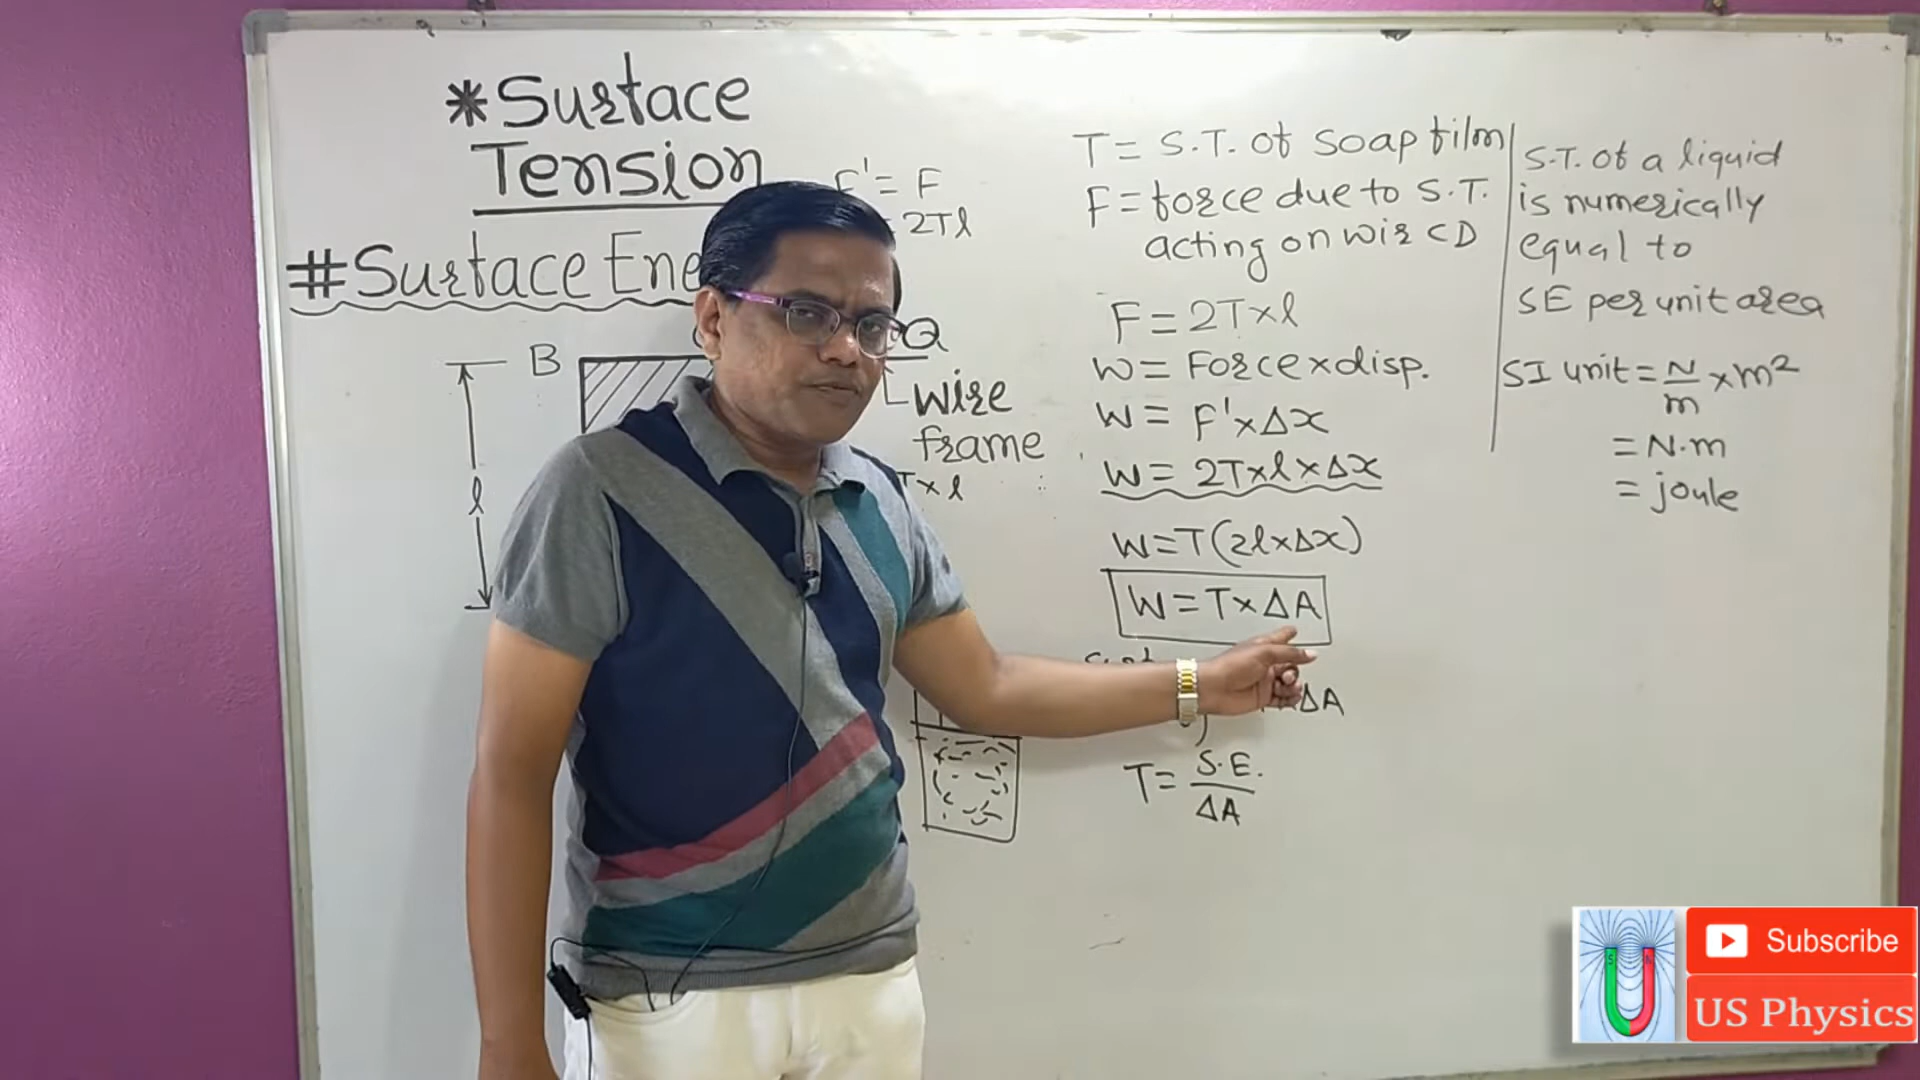 *Surface
Tension
#Surface Ene
F' = F
= 2Tl
B
Q
wire
frame
l
T×l
T = S.T. of soap film
F = force due to S.T.
acting on wire CD
F = 2T×l
W = Force×disp.
W = F'×Δx
W = 2T×l×Δx
W=T(2l×Δx)
W = T×ΔA
ΔA
T = S.E. / ΔA
S.T. of a liquid
is numerically
equal to
SE per unit area
SI unit = N/m × m²
= N·m
= joule
Subscribe
US Physics